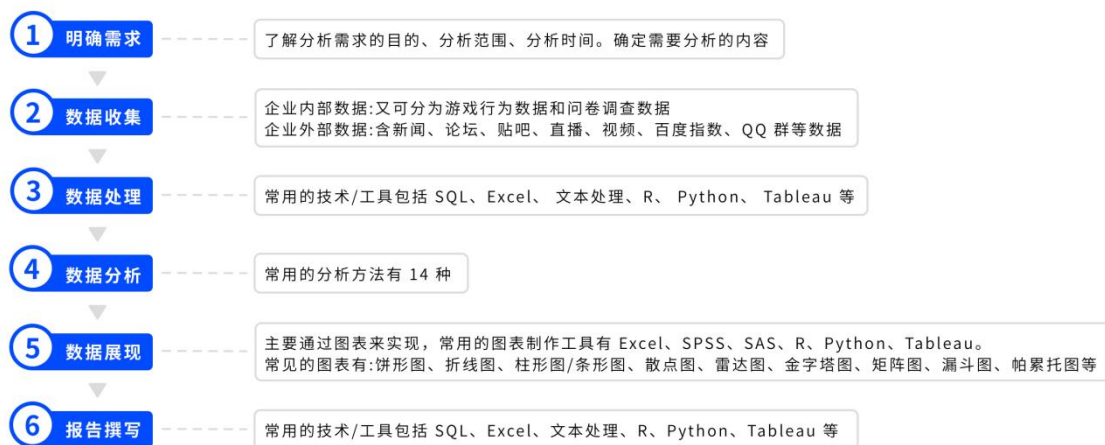 1 明确需求
了解分析需求的目的、分析范围、分析时间。确定需要分析的内容
2 数据收集
企业内部数据:又可分为游戏行为数据和问卷调查数据
企业外部数据:含新闻、论坛、贴吧、直播、视频、百度指数、QQ 群等数据
3 数据处理
常用的技术/工具包括 SQL、Excel、 文本处理、R、 Python、 Tableau 等
4 数据分析
常用的分析方法有 14 种
5 数据展现
主要通过图表来实现，常用的图表制作工具有 Excel、SPSS、SAS、R、Python、Tableau。
常见的图表有:饼形图、折线图、柱形图/条形图、散点图、雷达图、金字塔图、矩阵图、漏斗图、帕累托图等
6 报告撰写
常用的技术/工具包括 SQL、Excel、文本处理、R、Python、Tableau 等